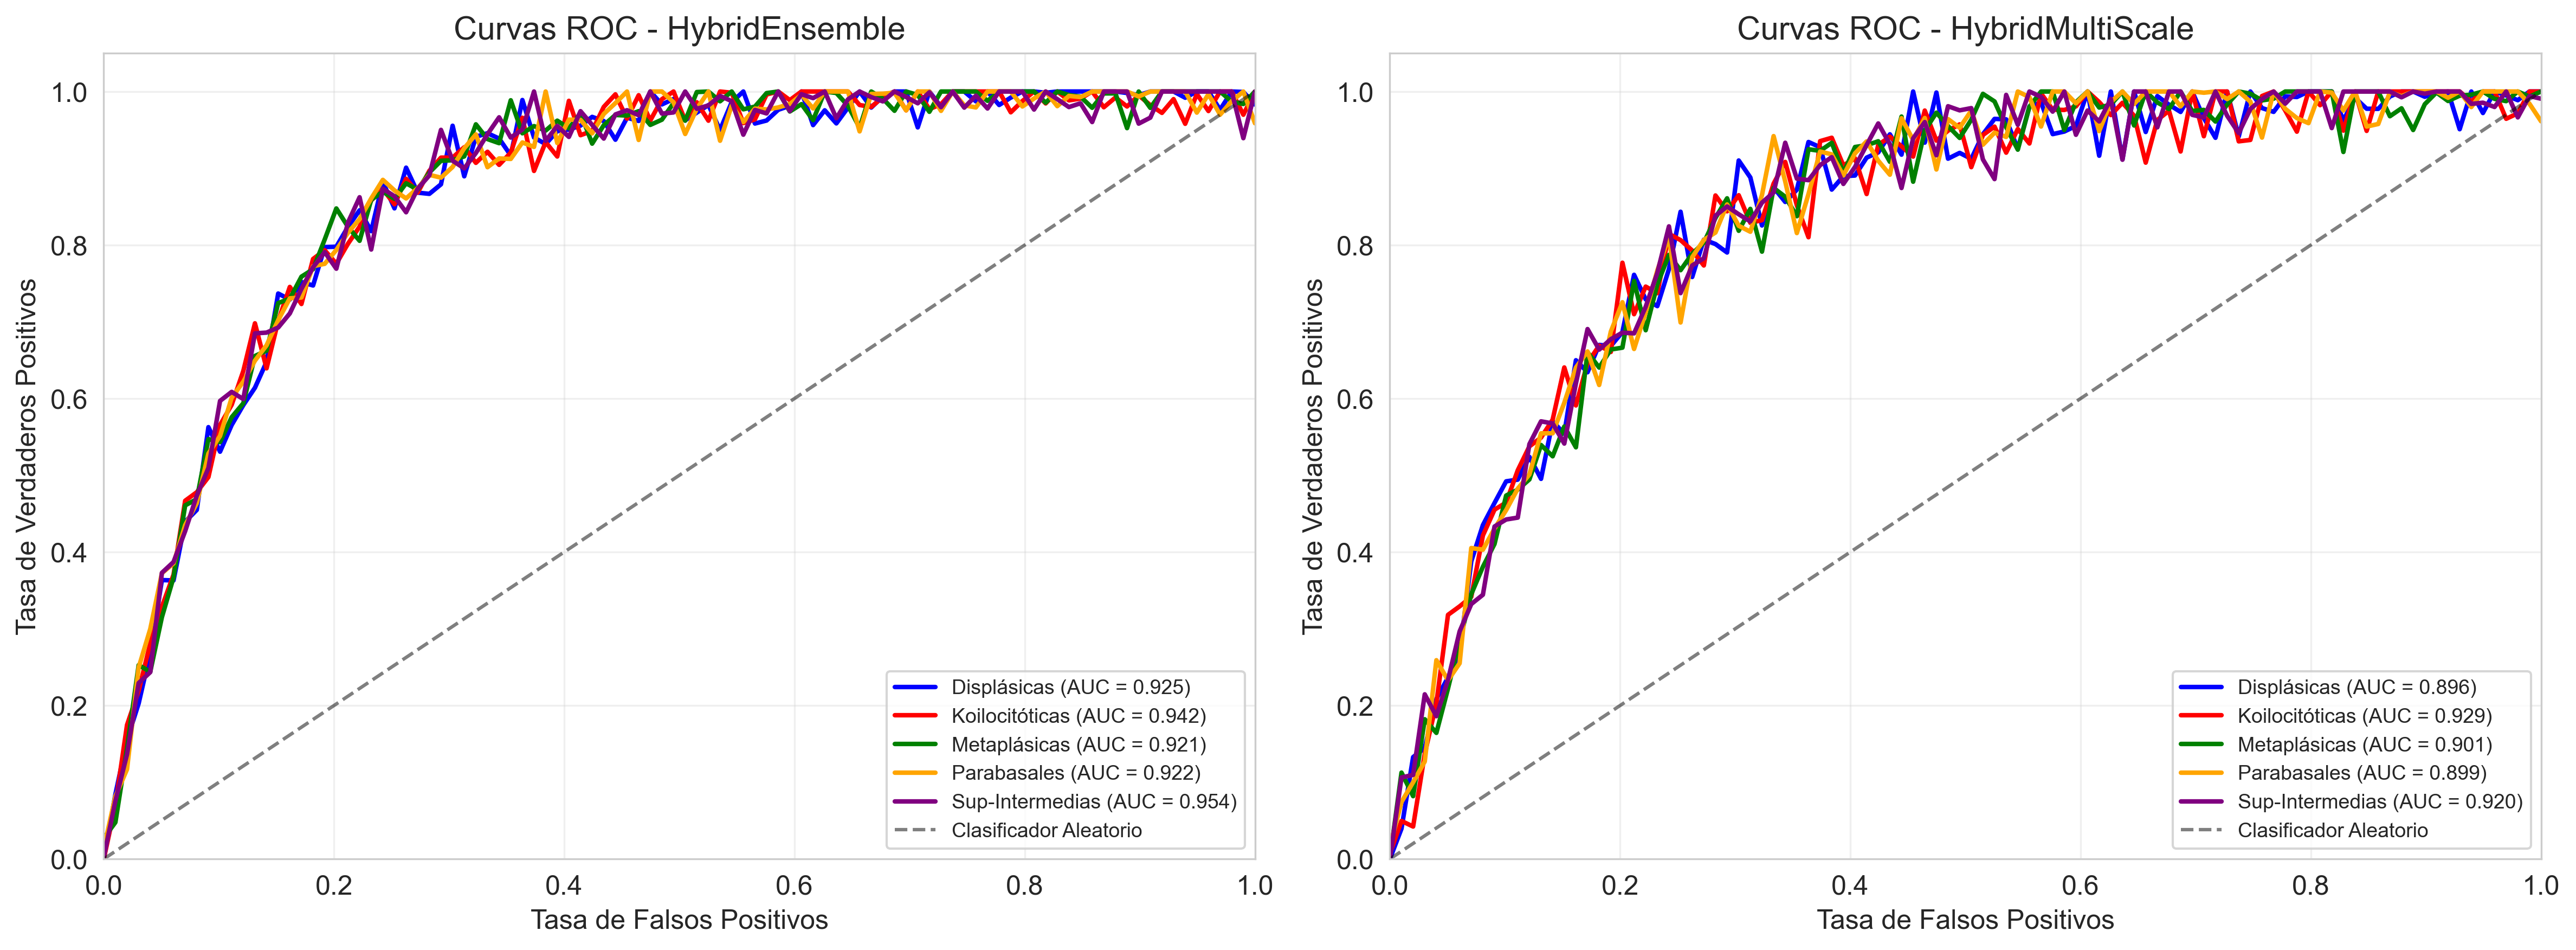 Curvas ROC - HybridEnsemble
Tasa de Verdaderos Positivos
1.0
0.8
0.6
0.4
0.2
0.0
0.0 0.2 0.4 0.6 0.8 1.0
Tasa de Falsos Positivos
Displásicas (AUC = 0.925)
Koilocitóticas (AUC = 0.942)
Metaplásicas (AUC = 0.921)
Parabasales (AUC = 0.922)
Sup-Intermedias (AUC = 0.954)
Clasificador Aleatorio
Curvas ROC - HybridMultiScale
Tasa de Verdaderos Positivos
1.0
0.8
0.6
0.4
0.2
0.0
0.0 0.2 0.4 0.6 0.8 1.0
Tasa de Falsos Positivos
Displásicas (AUC = 0.896)
Koilocitóticas (AUC = 0.929)
Metaplásicas (AUC = 0.901)
Parabasales (AUC = 0.899)
Sup-Intermedias (AUC = 0.920)
Clasificador Aleatorio